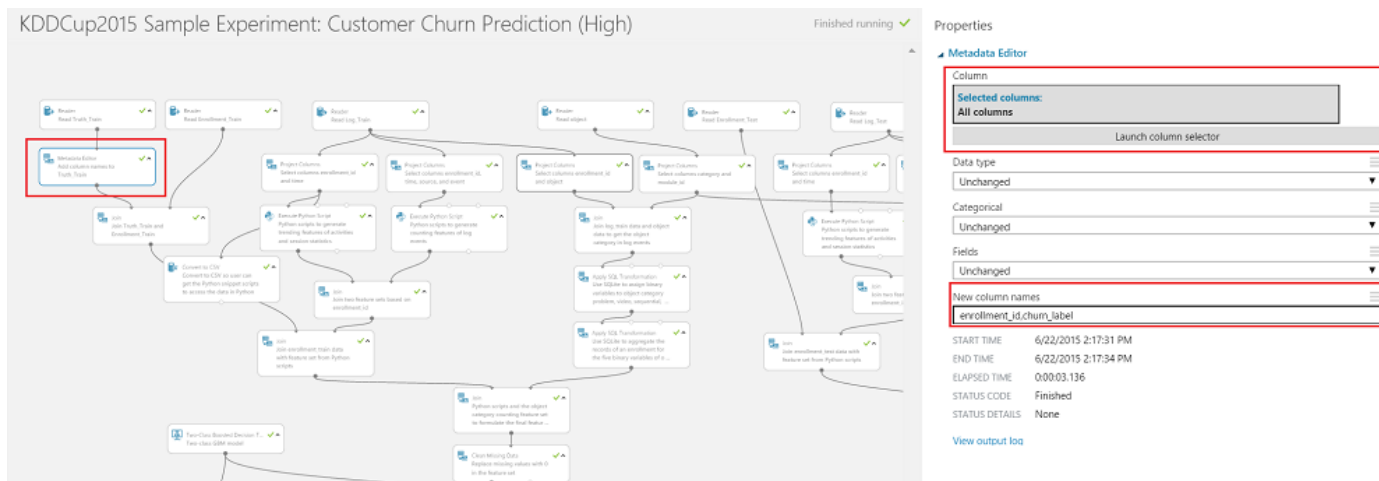 KDDCup2015 Sample Experiment: Customer Churn Prediction (High)
Finished running
Reader
Read Truth_Train
Reader
Read Enrollment_Train
Reader
Read Log_Train
Reader
Read object
Reader
Read Enrollment_Test
Reader
Read Log_Test
Metadata Editor
Add column names to
Truth_Train
Project Columns
Select columns enrollment_id
and time
Project Columns
Select columns enrollment_id,
time, source, and event
Project Columns
Select columns enrollment_id
and object
Project Columns
Select columns category and
module_id
Project Columns
Select columns enrollment_id
and time
Join
Join Truth_Train and
Enrollment_Train
Execute Python Script
Python scripts to generate
trending features of activities
and session statistics
Execute Python Script
Python scripts to generate
counting features of log
events
Join
Join log_train data and object
data to get the object
category in log events
Execute Python Script
Python scripts to generate
trending features of activities
and session statistics
Convert to CSV
Convert to CSV so user can
get the Python snippet scripts
to access the data in Python
Join
Join two feature sets based on
enrollment_id
Apply SQL Transformation
Use SQLite to assign binary
variables to object category
problem, video, sequential, ...
Join
Join two feat
enrollment_i
Join
Join enrollment_train data
with feature set from Python
scripts
Apply SQL Transformation
Use SQLite to aggregate the
records of an enrollment for
the five binary variables of o...
Join
Join enrollment_test data with
feature set from Python scripts
Join
Python scripts and the object
category counting feature set
to formulate the final featur...
Two-Class Boosted Decision T...
Two-class GBM model
Clean Missing Data
Replace missing values with 0
in the feature set
Properties
Metadata Editor
Column
Selected columns:
All columns
Launch column selector
Data type
Unchanged
Categorical
Unchanged
Fields
Unchanged
New column names
enrollment_id,churn_label
START TIME 6/22/2015 2:17:31 PM
END TIME 6/22/2015 2:17:34 PM
ELAPSED TIME 0:00:03.136
STATUS CODE Finished
STATUS DETAILS None
View output log